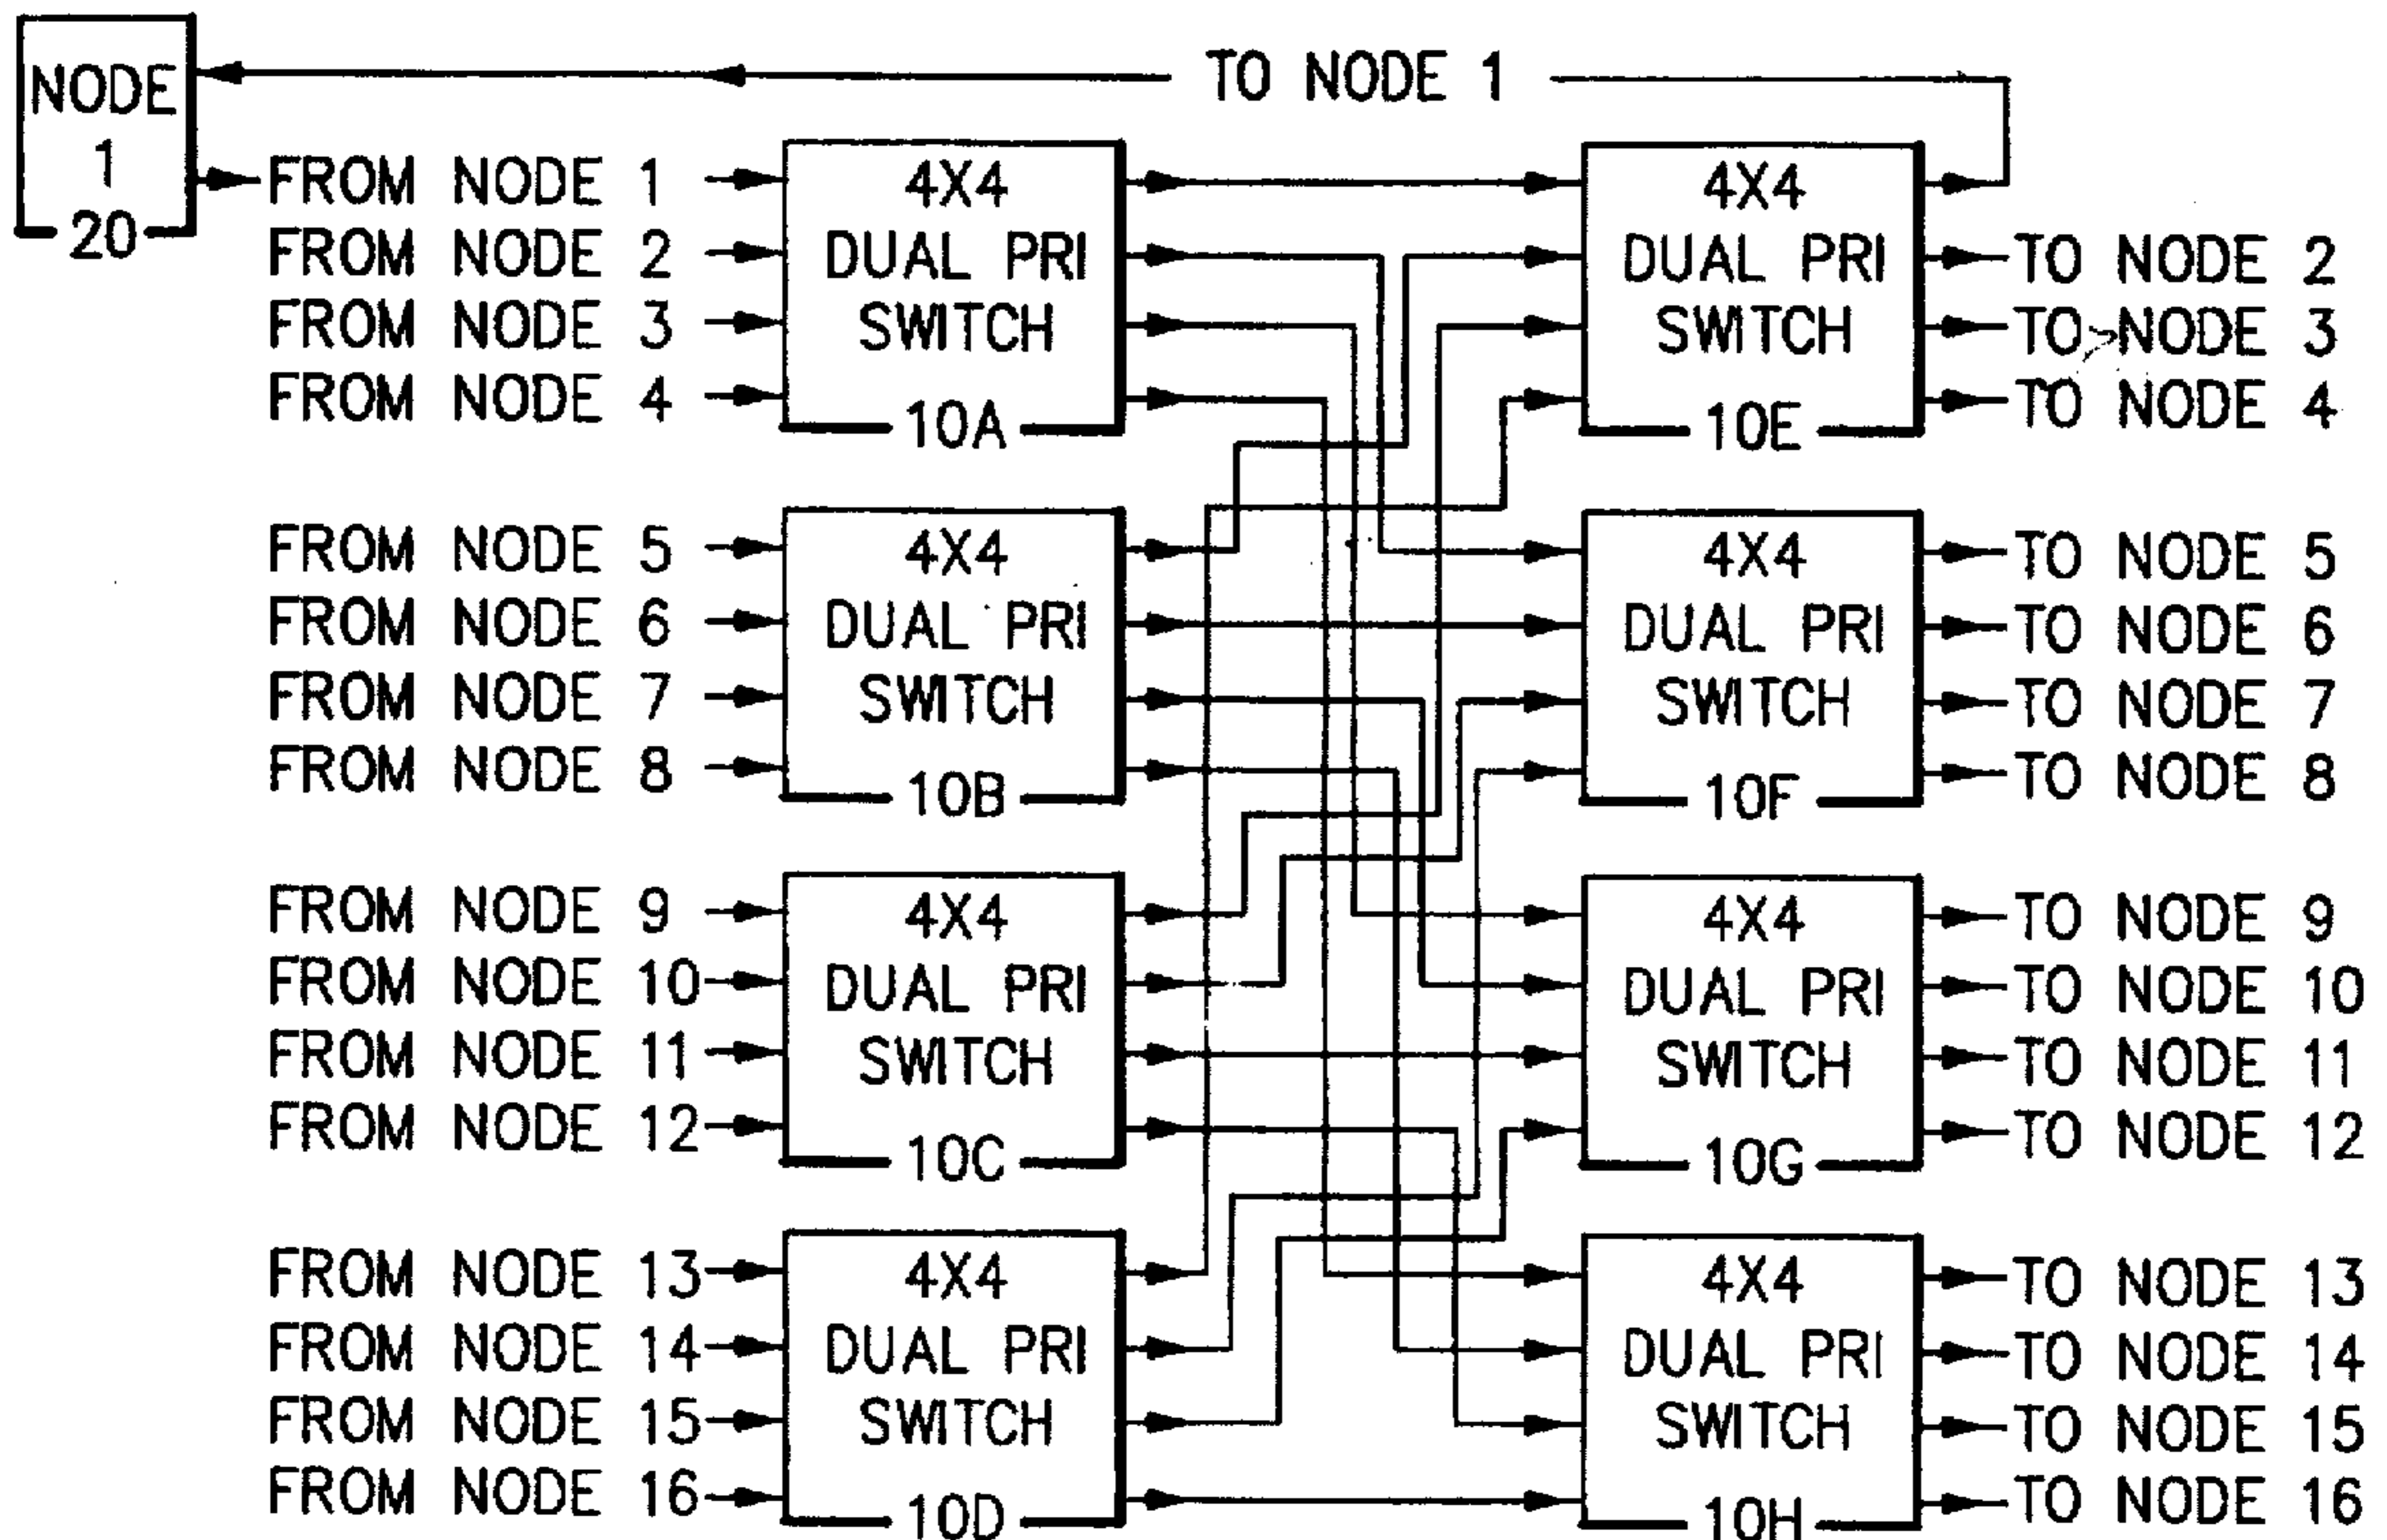 NODE
1
20
TO NODE 1
FROM NODE 1
FROM NODE 2
FROM NODE 3
FROM NODE 4
4X4
DUAL PRI
SWITCH
10A
4X4
DUAL PRI
SWITCH
10E
TO NODE 2
TO NODE 3
TO NODE 4
FROM NODE 5
FROM NODE 6
FROM NODE 7
FROM NODE 8
4X4
DUAL PRI
SWITCH
10B
4X4
DUAL PRI
SWITCH
10F
TO NODE 5
TO NODE 6
TO NODE 7
TO NODE 8
FROM NODE 9
FROM NODE 10
FROM NODE 11
FROM NODE 12
4X4
DUAL PRI
SWITCH
10C
4X4
DUAL PRI
SWITCH
10G
TO NODE 9
TO NODE 10
TO NODE 11
TO NODE 12
FROM NODE 13
FROM NODE 14
FROM NODE 15
FROM NODE 16
4X4
DUAL PRI
SWITCH
10D
4X4
DUAL PRI
SWITCH
10H
TO NODE 13
TO NODE 14
TO NODE 15
TO NODE 16